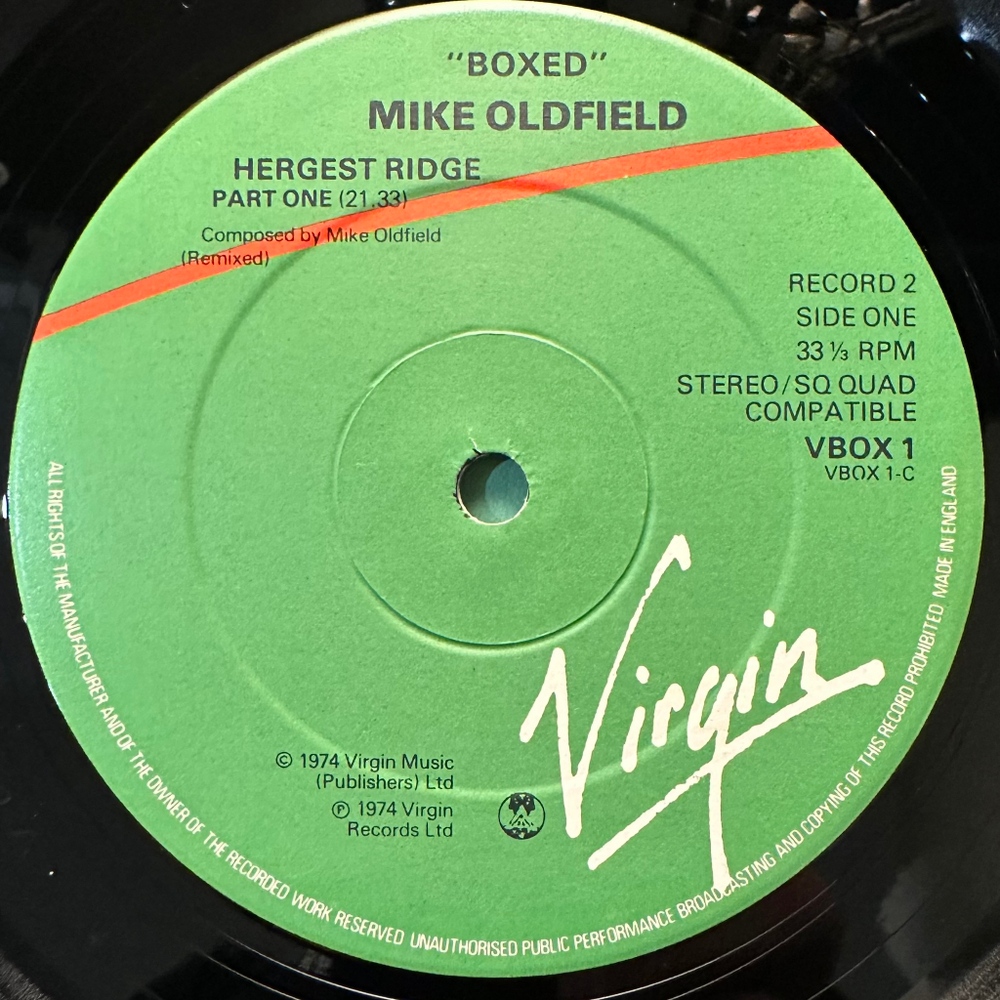 "BOXED"
MIKE OLDFIELD
HERGEST RIDGE
PART ONE (21.33)
Composed by Mike Oldfield
(Remixed)
RECORD 2
SIDE ONE
33 ⅓ RPM
STEREO/SQ QUAD
COMPATIBLE
VBOX 1
VBOX 1-C
Virgin
© 1974 Virgin Music
(Publishers) Ltd
℗ 1974 Virgin
Records Ltd
ALL RIGHTS OF THE MANUFACTURER AND OF THE OWNER OF THE RECORDED WORK RESERVED UNAUTHORISED PUBLIC PERFORMANCE BROADCASTING AND COPYING OF THIS RECORD PROHIBITED MADE IN ENGLAND